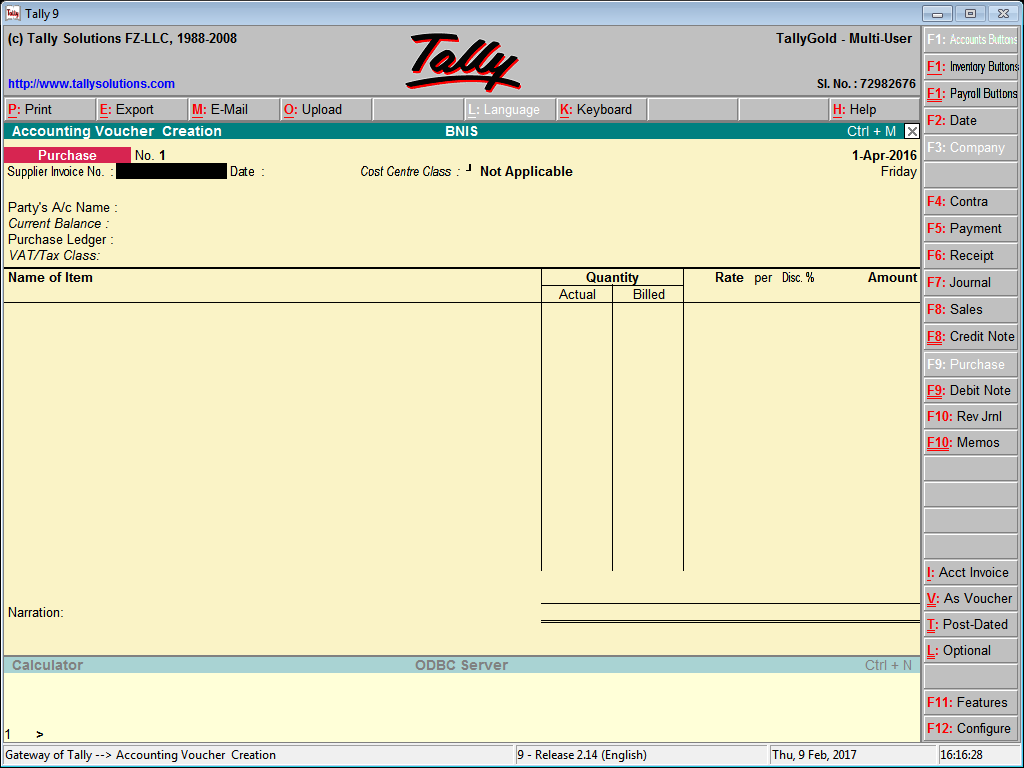 Tally 9
(c) Tally Solutions FZ-LLC, 1988-2008
Tally
TallyGold - Multi-User
http://www.tallysolutions.com
Sl. No. : 72982676
P: Print E: Export M: E-Mail O: Upload L: Language K: Keyboard H: Help
Accounting Voucher Creation BNIS Ctrl + M
Purchase No. 1 1-Apr-2016
Supplier Invoice No. : Date : Cost Centre Class : ┘ Not Applicable Friday
Party's A/c Name :
Current Balance :
Purchase Ledger :
VAT/Tax Class:
Name of Item Quantity Rate per Disc. % Amount
Actual Billed
Narration:
Calculator ODBC Server Ctrl + N
1 >
F1: Accounts Buttons
F1: Inventory Buttons
F1: Payroll Buttons
F2: Date
F3: Company
F4: Contra
F5: Payment
F6: Receipt
F7: Journal
F8: Sales
F8: Credit Note
F9: Purchase
F9: Debit Note
F10: Rev Jrnl
F10: Memos
I: Acct Invoice
V: As Voucher
T: Post-Dated
L: Optional
F11: Features
F12: Configure
Gateway of Tally --> Accounting Voucher Creation 9 - Release 2.14 (English) Thu, 9 Feb, 2017 16:16:28